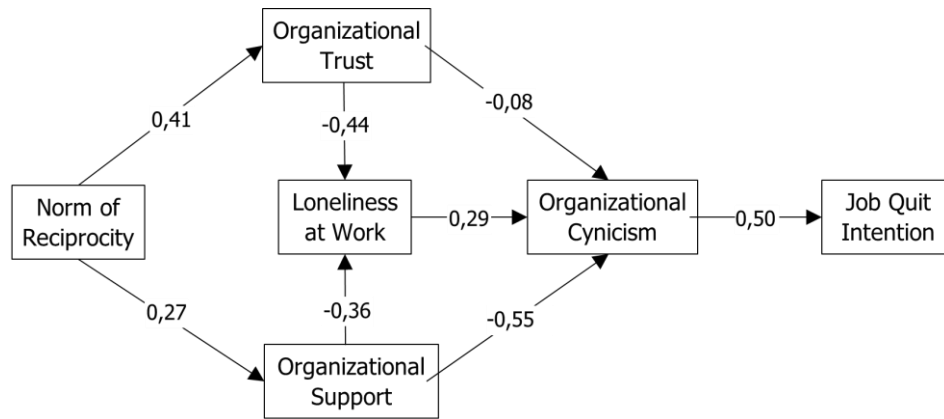 Organizational
Trust
-0,08
0,41
-0,44
Norm of
Reciprocity
Loneliness
at Work
0,29
Organizational
Cynicism
0,50
Job Quit
Intention
0,27
-0,36
-0,55
Organizational
Support